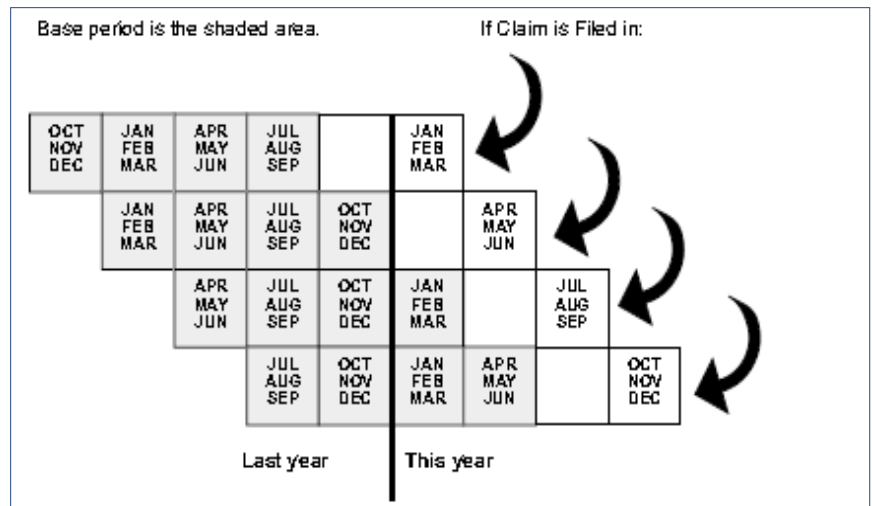 Base period is the shaded area.
If Claim is Filed in:
OCT JAN APR JUL JAN
NOV FEB MAY AUG FEB
DEC MAR JUN SEP MAR
JAN APR JUL OCT APR
FEB MAY AUG NOV MAY
MAR JUN SEP DEC JUN
APR JUL OCT JAN JUL
MAY AUG NOV FEB AUG
JUN SEP DEC MAR SEP
JUL OCT JAN APR OCT
AUG NOV FEB MAY NOV
SEP DEC MAR JUN DEC
Last year
This year